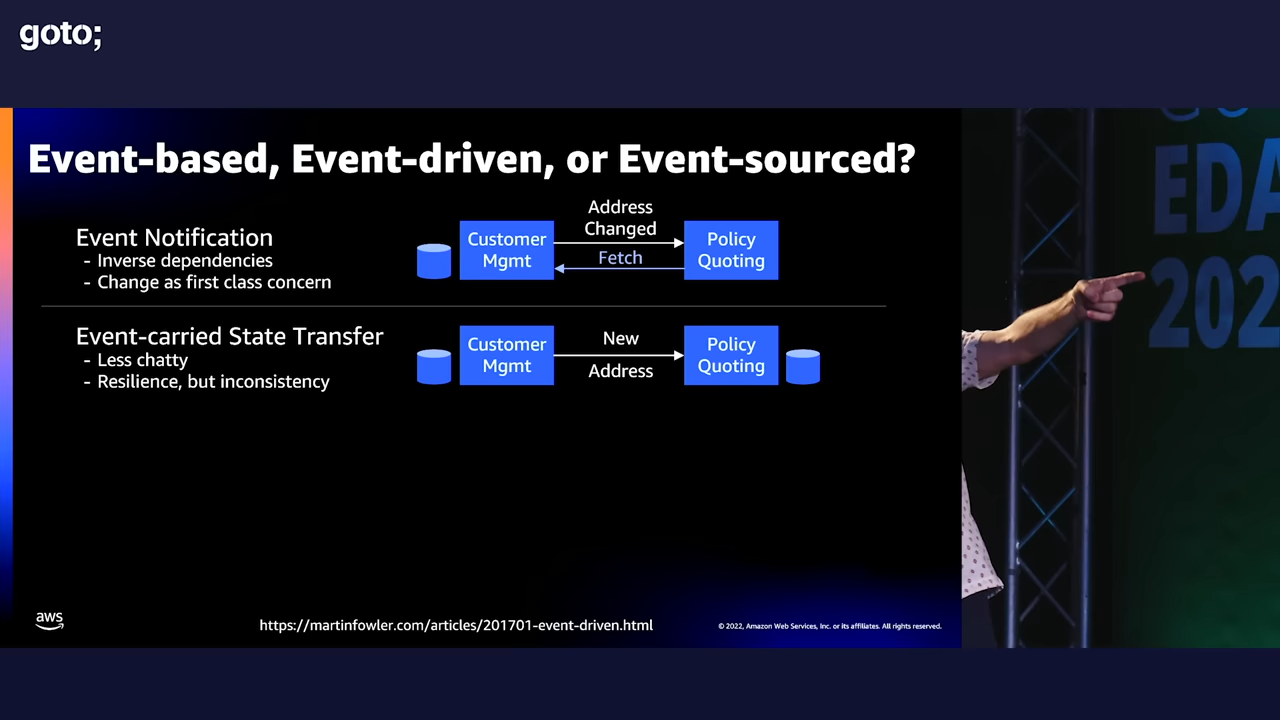 goto;
GO
EDA
202
Event-based, Event-driven, or Event-sourced?
Event Notification
- Inverse dependencies
- Change as first class concern
Customer
Mgmt
Address
Changed
Fetch
Policy
Quoting
Event-carried State Transfer
- Less chatty
- Resilience, but inconsistency
Customer
Mgmt
New
Address
Policy
Quoting
aws
https://martinfowler.com/articles/201701-event-driven.html
© 2022, Amazon Web Services, Inc. or its affiliates. All rights reserved.